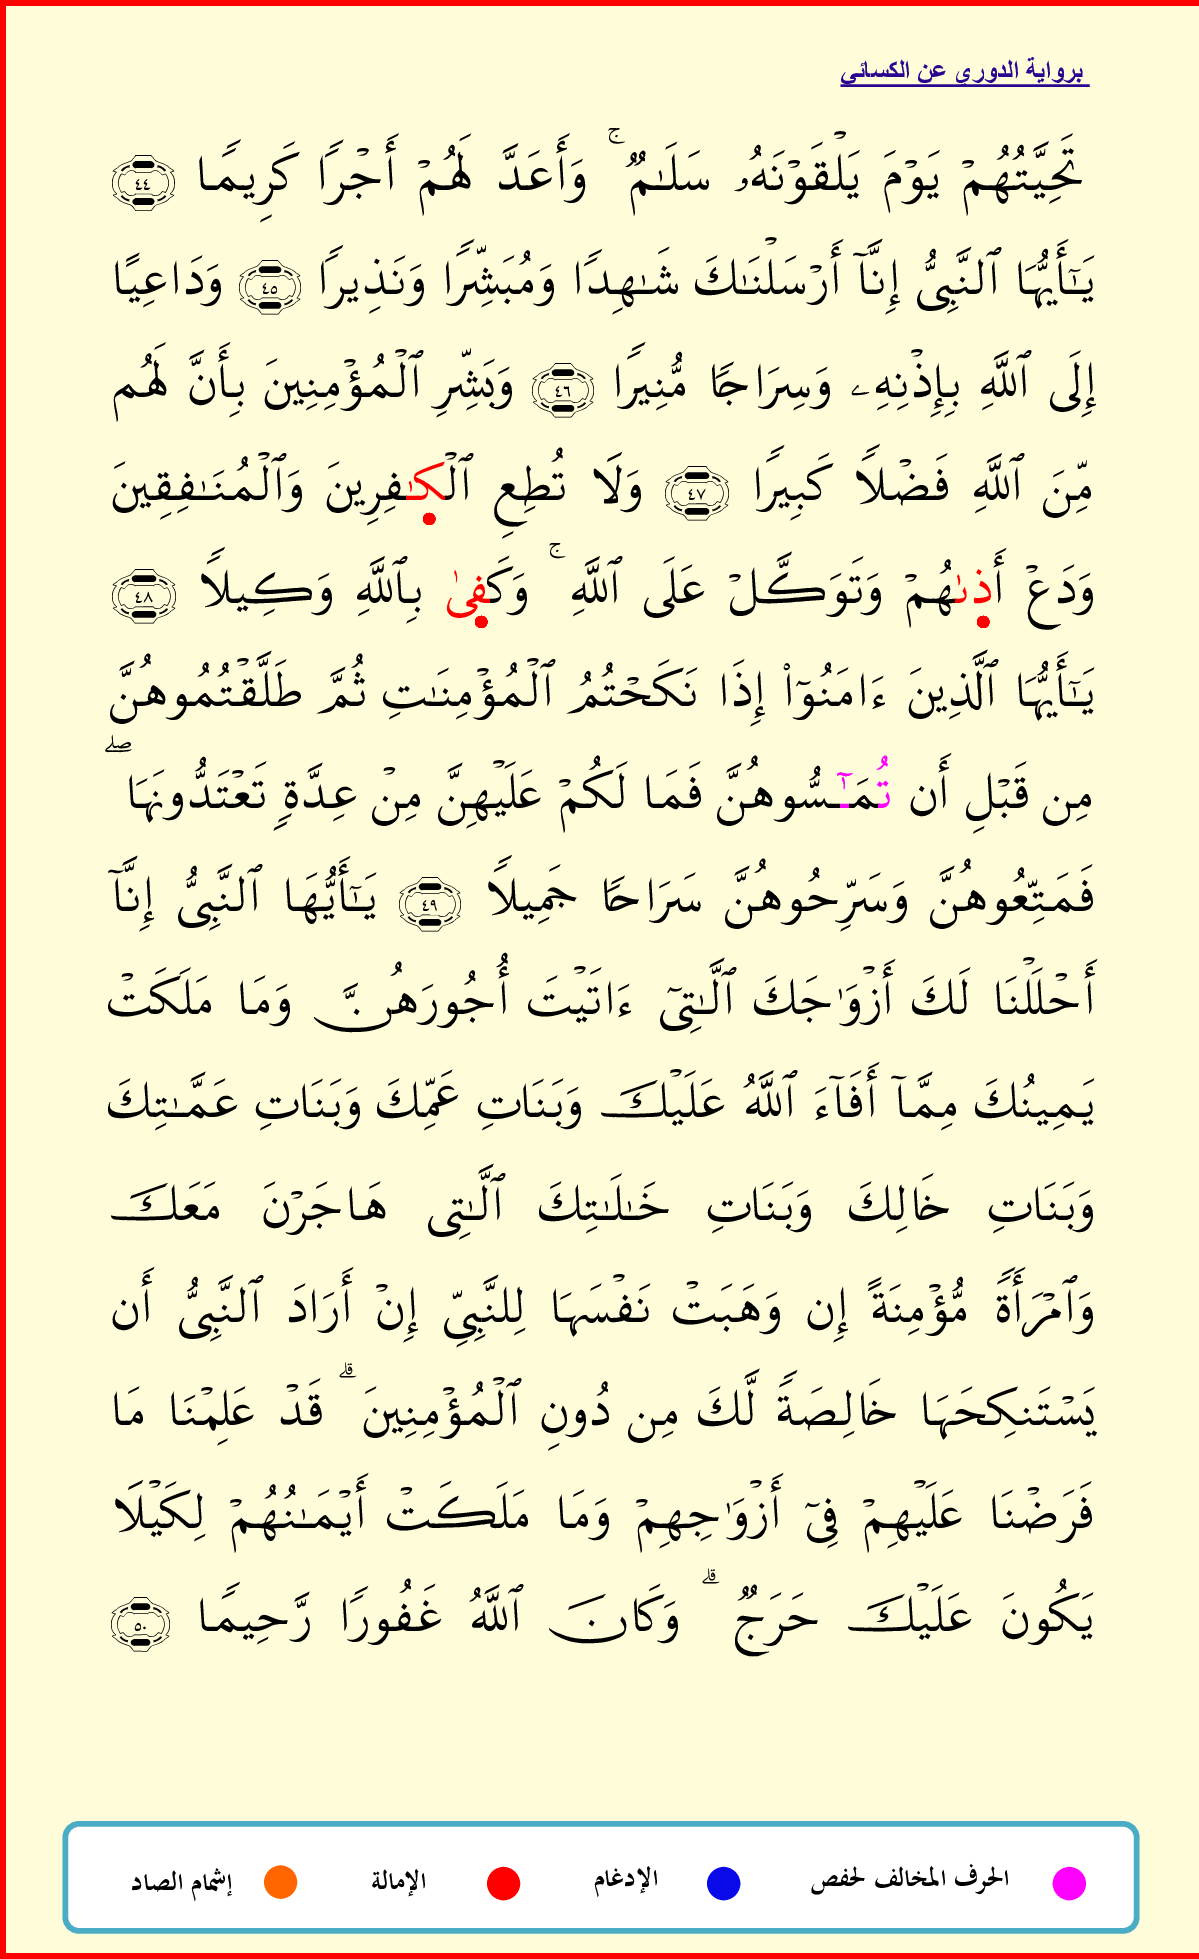 برواية الدوري عن الكسائي
تَحِيَّتُهُمْ يَوْمَ يَلْقَوْنَهُۥ سَلَـٰمٌ ۚ وَأَعَدَّ لَهُمْ أَجْرًا كَرِيمًا ٤٤
يَـٰٓأَيُّهَا ٱلنَّبِىُّ إِنَّآ أَرْسَلْنَـٰكَ شَـٰهِدًا وَمُبَشِّرًا وَنَذِيرًا ٤٥ وَدَاعِيًا
إِلَى ٱللَّهِ بِإِذْنِهِۦ وَسِرَاجًا مُّنِيرًا ٤٦ وَبَشِّرِ ٱلْمُؤْمِنِينَ بِأَنَّ لَهُم
مِّنَ ٱللَّهِ فَضْلًا كَبِيرًا ٤٧ وَلَا تُطِعِ ٱلْكَـٰفِرِينَ وَٱلْمُنَـٰفِقِينَ
وَدَعْ أَذَىٰهُمْ وَتَوَكَّلْ عَلَى ٱللَّهِ ۚ وَكَفَىٰ بِٱللَّهِ وَكِيلًا ٤٨
يَـٰٓأَيُّهَا ٱلَّذِينَ ءَامَنُوٓا۟ إِذَا نَكَحْتُمُ ٱلْمُؤْمِنَـٰتِ ثُمَّ طَلَّقْتُمُوهُنَّ
مِن قَبْلِ أَن تُمَـٰٓسُّوهُنَّ فَمَا لَكُمْ عَلَيْهِنَّ مِنْ عِدَّةٍ تَعْتَدُّونَهَا ۖ
فَمَتِّعُوهُنَّ وَسَرِّحُوهُنَّ سَرَاحًا جَمِيلًا ٤٩ يَـٰٓأَيُّهَا ٱلنَّبِىُّ إِنَّآ
أَحْلَلْنَا لَكَ أَزْوَٰجَكَ ٱلَّـٰتِىٓ ءَاتَيْتَ أُجُورَهُنَّ وَمَا مَلَكَتْ
يَمِينُكَ مِمَّآ أَفَآءَ ٱللَّهُ عَلَيْكَ وَبَنَاتِ عَمِّكَ وَبَنَاتِ عَمَّـٰتِكَ
وَبَنَاتِ خَالِكَ وَبَنَاتِ خَـٰلَـٰتِكَ ٱلَّـٰتِى هَاجَرْنَ مَعَكَ
وَٱمْرَأَةً مُّؤْمِنَةً إِن وَهَبَتْ نَفْسَهَا لِلنَّبِىِّ إِنْ أَرَادَ ٱلنَّبِىُّ أَن
يَسْتَنكِحَهَا خَالِصَةً لَّكَ مِن دُونِ ٱلْمُؤْمِنِينَ ۗ قَدْ عَلِمْنَا مَا
فَرَضْنَا عَلَيْهِمْ فِىٓ أَزْوَٰجِهِمْ وَمَا مَلَكَتْ أَيْمَـٰنُهُمْ لِكَيْلَا
يَكُونَ عَلَيْكَ حَرَجٌ ۗ وَكَانَ ٱللَّهُ غَفُورًا رَّحِيمًا ٥٠
الحرف المخالف لحفص الإدغام الإمالة إشمام الصاد